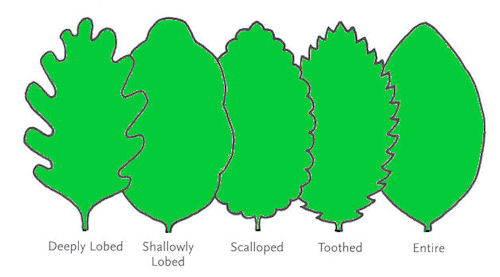 Deeply Lobed
Shallowly
Lobed
Scalloped
Toothed
Entire